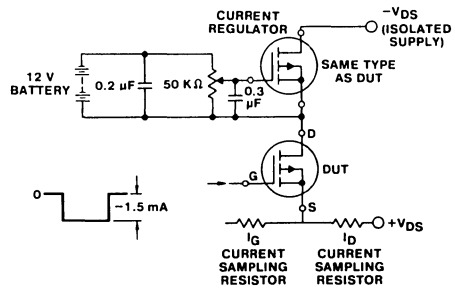 CURRENT
REGULATOR
-VDS
(ISOLATED
SUPPLY)
SAME TYPE
AS DUT
12 V
BATTERY
0.2 µF
50 KΩ
0.3
µF
D
DUT
G
S
0
~1.5 mA
+VDS
IG
CURRENT
SAMPLING
RESISTOR
ID
CURRENT
SAMPLING
RESISTOR